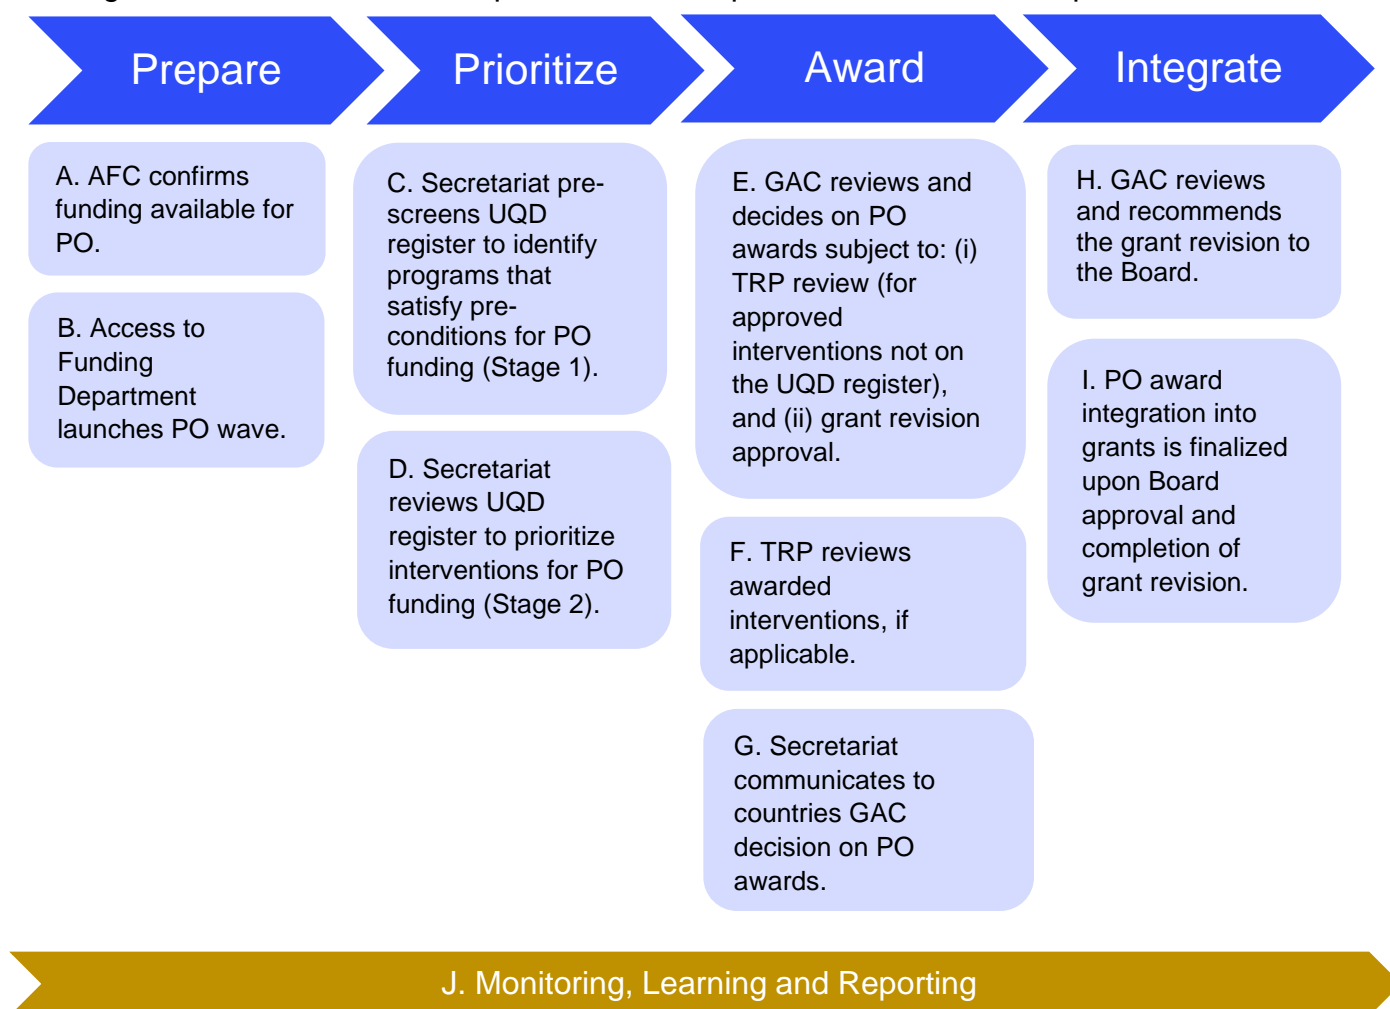 Prepare
Prioritize
Award
Integrate
A. AFC confirms
funding available for
PO.
B. Access to
Funding
Department
launches PO wave.
C. Secretariat pre-
screens UQD
register to identify
programs that
satisfy pre-
conditions for PO
funding (Stage 1).
D. Secretariat
reviews UQD
register to prioritize
interventions for PO
funding (Stage 2).
E. GAC reviews and
decides on PO
awards subject to: (i)
TRP review (for
approved
interventions not on
the UQD register),
and (ii) grant revision
approval.
F. TRP reviews
awarded
interventions, if
applicable.
G. Secretariat
communicates to
countries GAC
decision on PO
awards.
H. GAC reviews
and recommends
the grant revision to
the Board.
I. PO award
integration into
grants is finalized
upon Board
approval and
completion of
grant revision.
J. Monitoring, Learning and Reporting